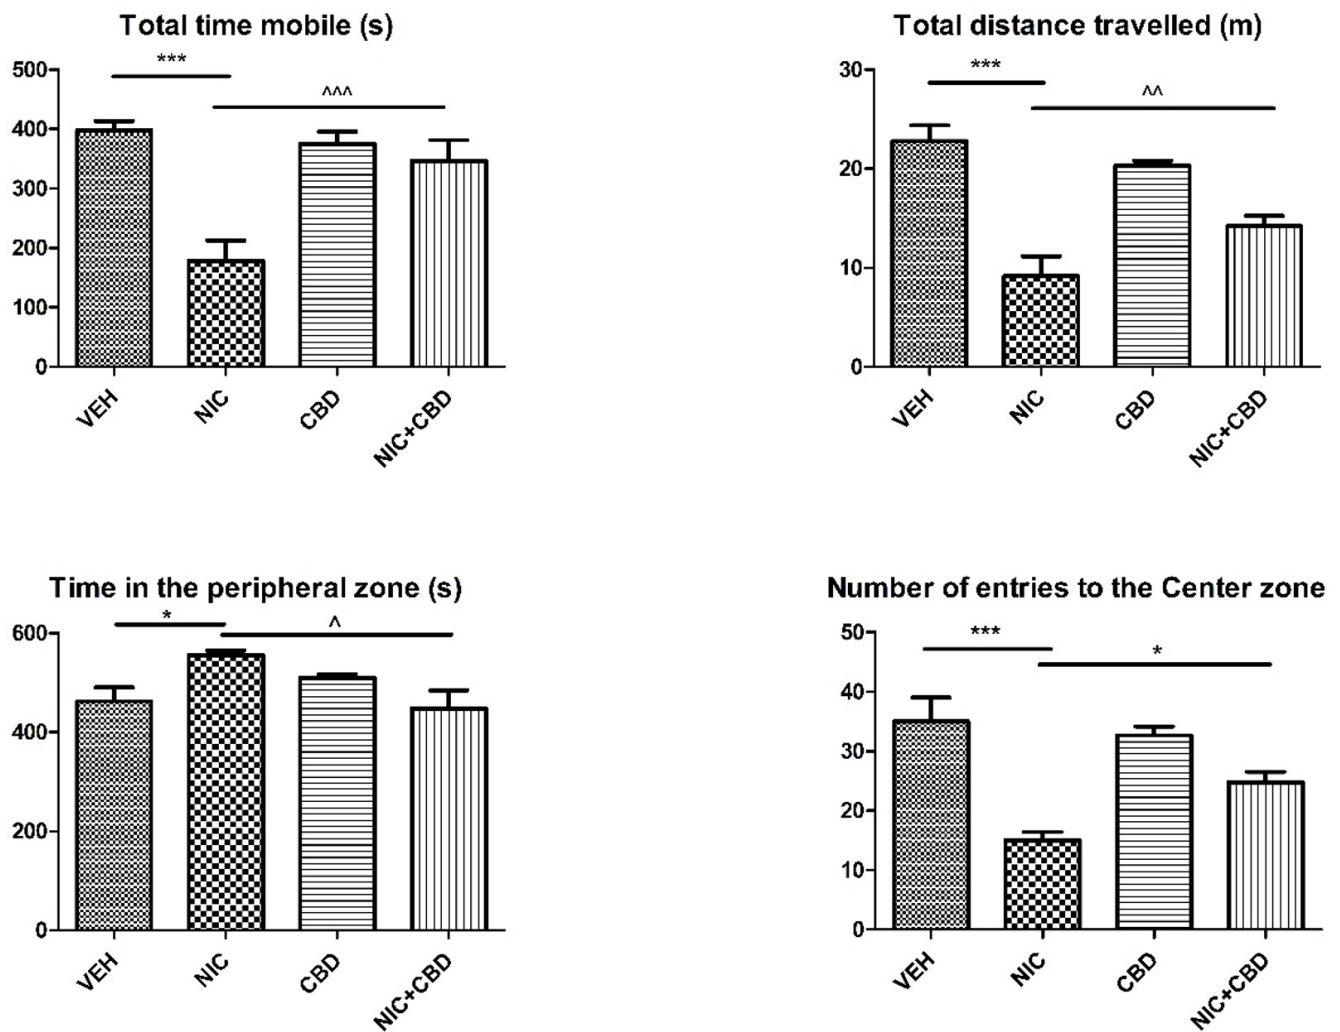 Total time mobile (s)
***
^^^
500
400
300
200
100
0
VEH
NIC
CBD
NIC+CBD
Total distance travelled (m)
***
^^
30
20
10
0
VEH
NIC
CBD
NIC+CBD
Time in the peripheral zone (s)
*
^
600
400
200
0
VEH
NIC
CBD
NIC+CBD
Number of entries to the Center zone
***
*
50
40
30
20
10
0
VEH
NIC
CBD
NIC+CBD